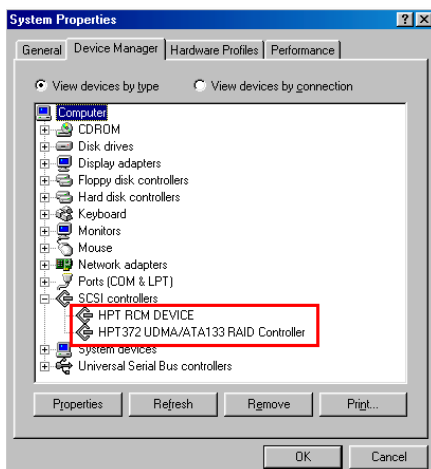 System Properties
General Device Manager Hardware Profiles Performance
View devices by type View devices by connection
Computer
CDROM
Disk drives
Display adapters
Floppy disk controllers
Hard disk controllers
Keyboard
Monitors
Mouse
Network adapters
Ports (COM & LPT)
SCSI controllers
HPT RCM DEVICE
HPT372 UDMA/ATA133 RAID Controller
System devices
Universal Serial Bus controllers
Properties Refresh Remove Print...
OK Cancel